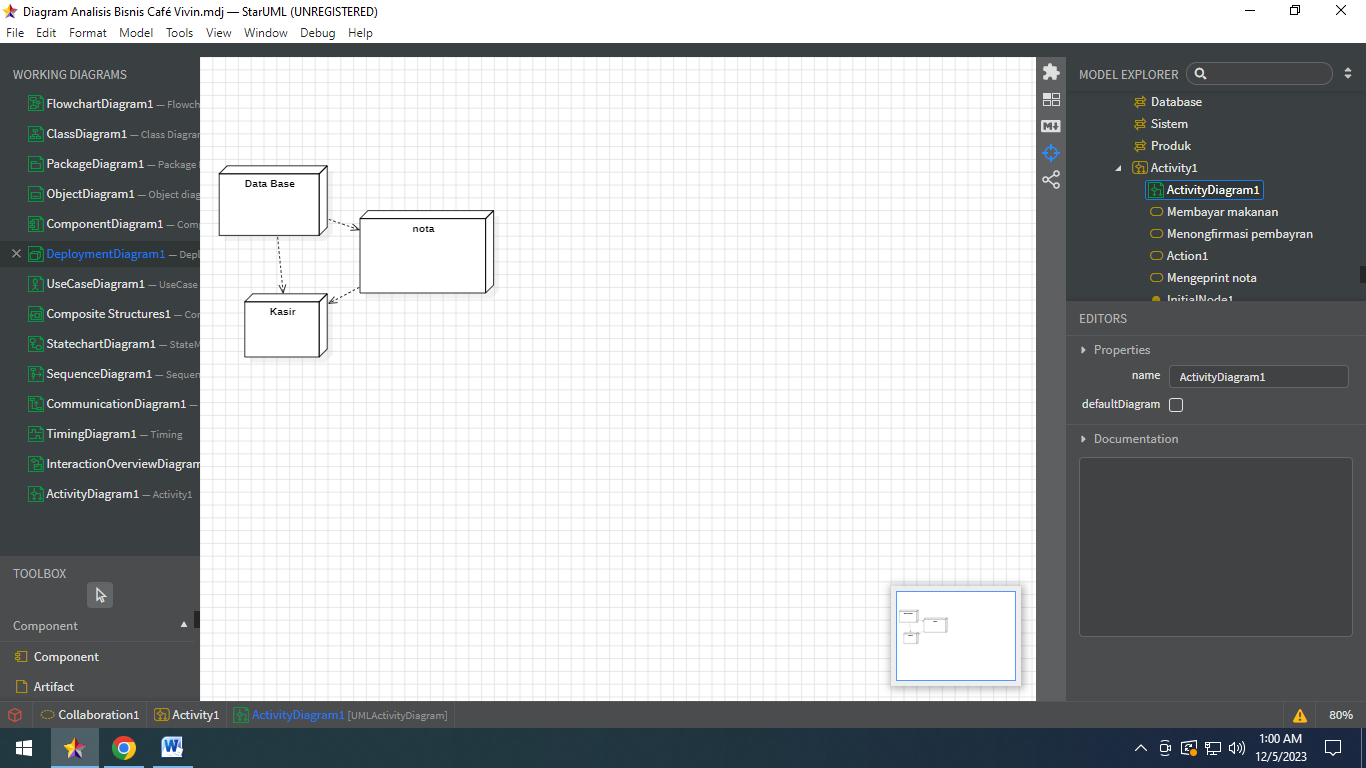 Diagram Analisis Bisnis Café Vivin.mdj — StarUML (UNREGISTERED)
File Edit Format Model Tools View Window Debug Help
WORKING DIAGRAMS
FlowchartDiagram1 — Flowch
ClassDiagram1 — Class Diagra
PackageDiagram1 — Package
ObjectDiagram1 — Object diag
ComponentDiagram1 — Com
DeploymentDiagram1 — Depl
UseCaseDiagram1 — UseCase
Composite Structures1 — Co
StatechartDiagram1 — StateM
SequenceDiagram1 — Sequen
CommunicationDiagram1 —
TimingDiagram1 — Timing
InteractionOverviewDiagram
ActivityDiagram1 — Activity1
TOOLBOX
Component
Component
Artifact
Data Base
nota
Kasir
MODEL EXPLORER
Database
Sistem
Produk
Activity1
ActivityDiagram1
Membayar makanan
Menongfirmasi pembayran
Action1
Mengeprint nota
InitialNode1
EDITORS
Properties
name ActivityDiagram1
defaultDiagram
Documentation
Collaboration1 Activity1 ActivityDiagram1 [UMLActivityDiagram] 80%
1:00 AM
12/5/2023